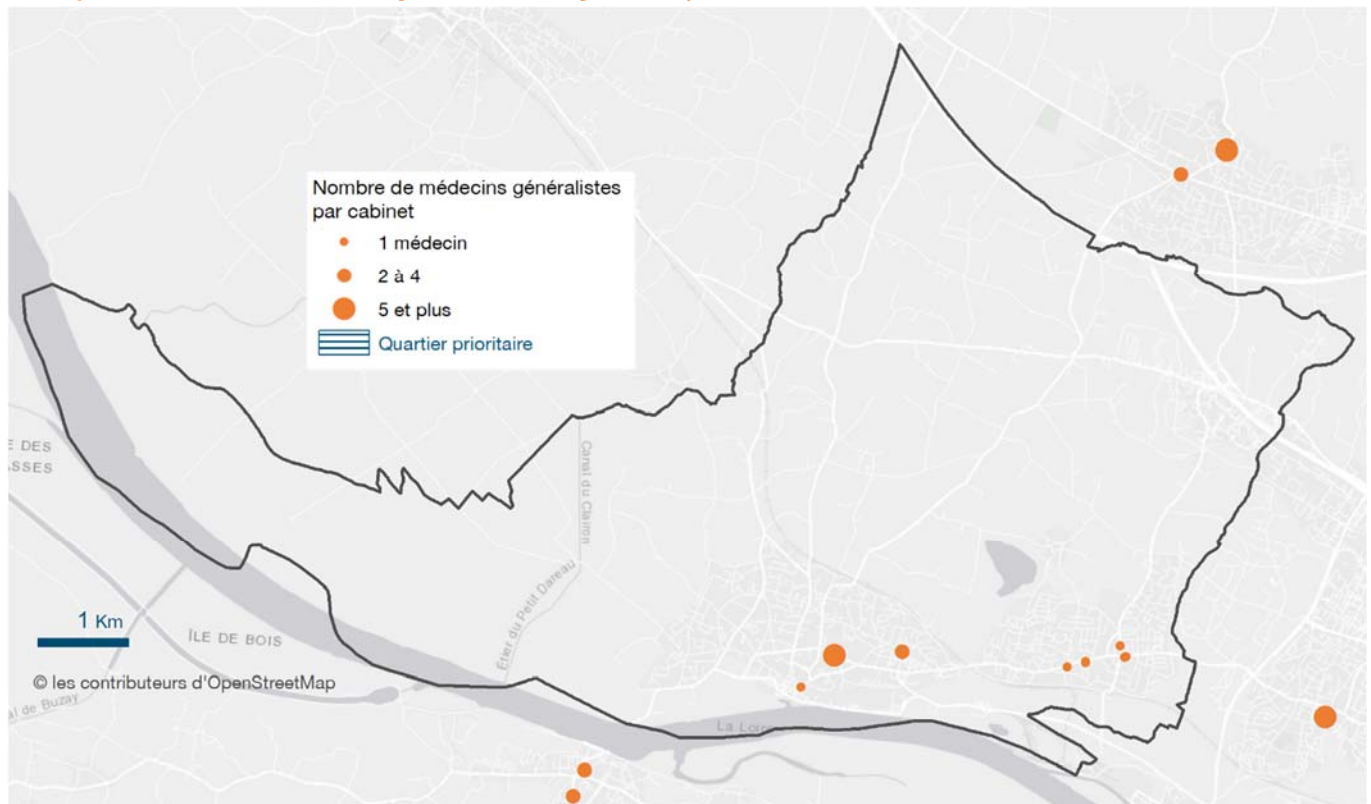 Nombre de médecins généralistes
par cabinet
1 médecin
2 à 4
5 et plus
Quartier prioritaire
E DES
ASSES
Canal du Clairon
Étier du Petit Dareau
1 Km
ÎLE DE BOIS
© les contributeurs d'OpenStreetMap
al de Buzay
La Loire